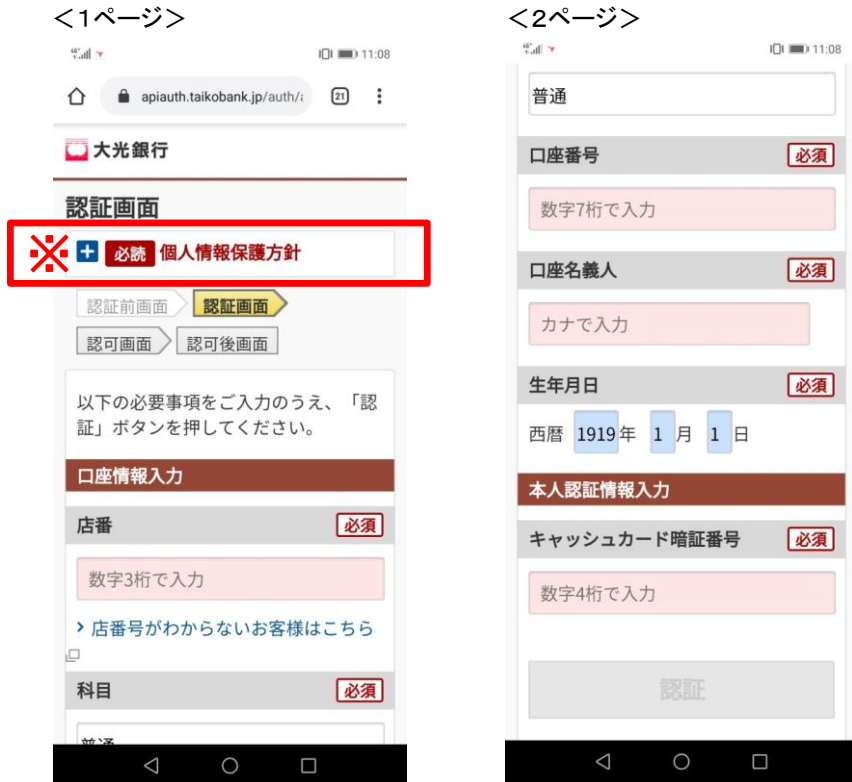 ＜1ページ＞
11:08
apiauth.taikobank.jp/auth/
21
大光銀行
認証画面
※ 必読 個人情報保護方針
認証前画面 認証画面
認可画面 認可後画面
以下の必要事項をご入力のうえ、「認
証」ボタンを押してください。
口座情報入力
店番 必須
数字3桁で入力
店番号がわからないお客様はこちら
科目 必須
普通
＜2ページ＞
11:08
普通
口座番号 必須
数字7桁で入力
口座名義人 必須
カナで入力
生年月日 必須
西暦 1919 年 1 月 1 日
本人認証情報入力
キャッシュカード暗証番号 必須
数字4桁で入力
認証